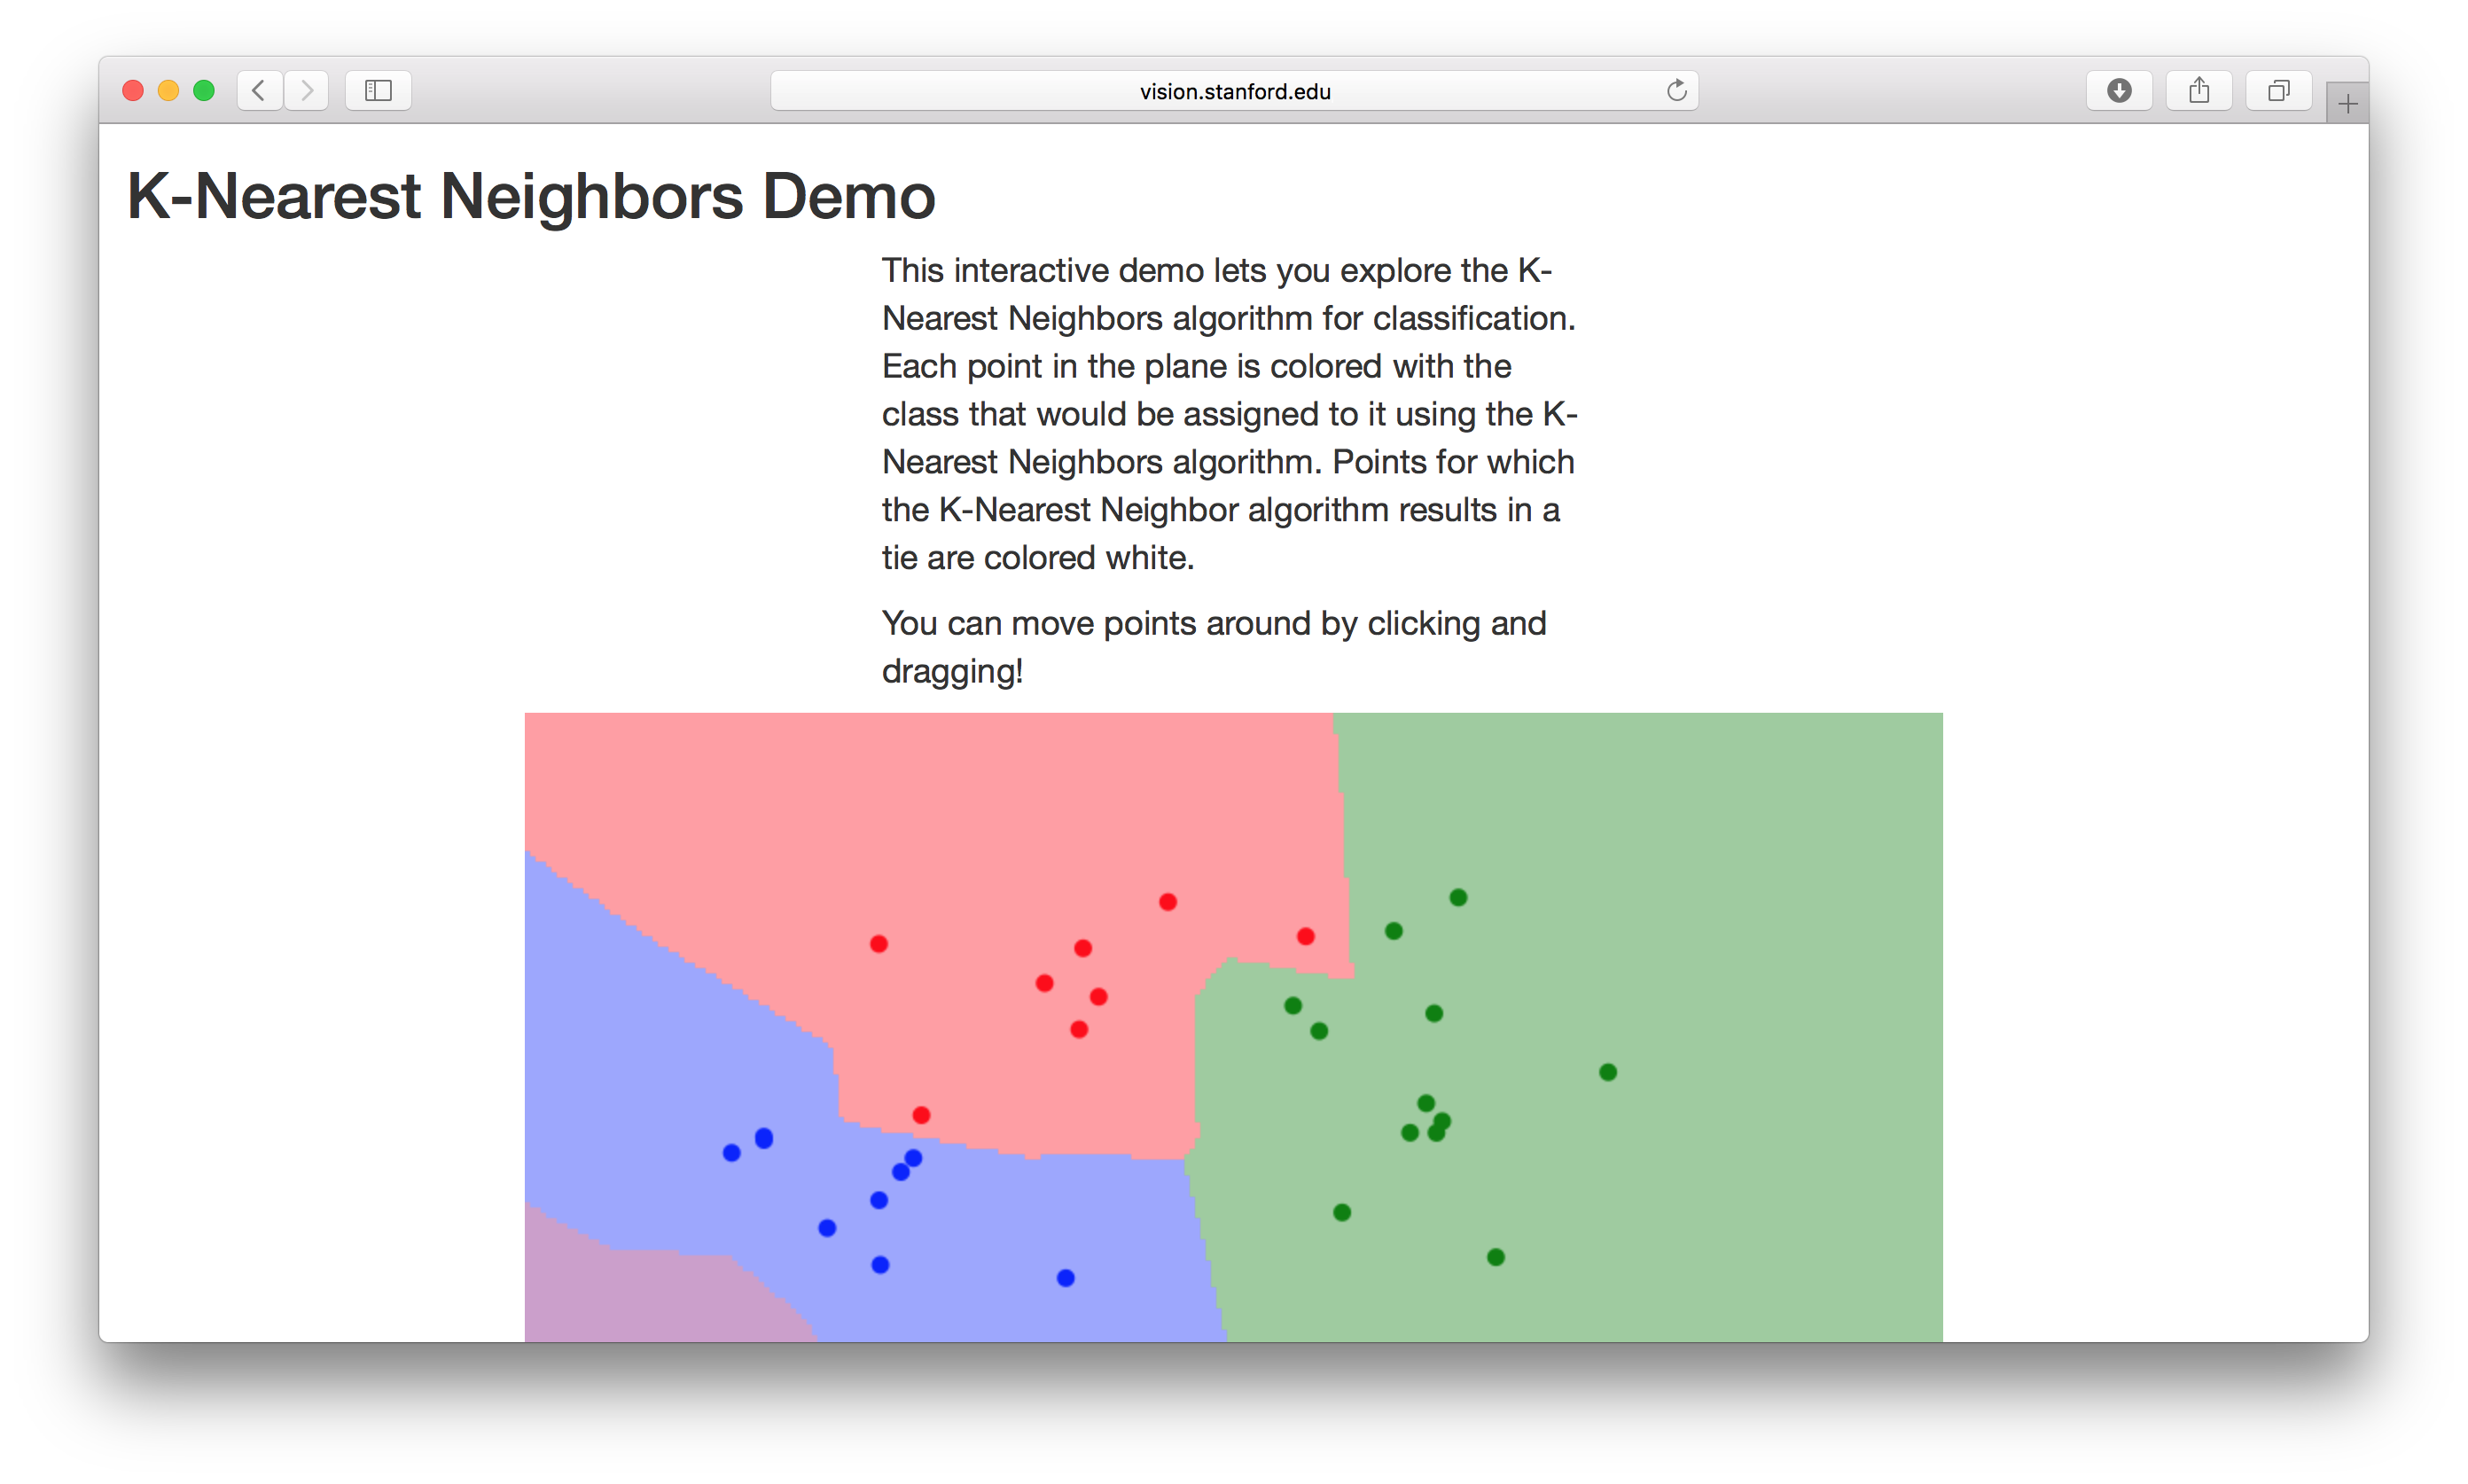 vision.stanford.edu
K-Nearest Neighbors Demo
This interactive demo lets you explore the K-
Nearest Neighbors algorithm for classification.
Each point in the plane is colored with the
class that would be assigned to it using the K-
Nearest Neighbors algorithm. Points for which
the K-Nearest Neighbor algorithm results in a
tie are colored white.
You can move points around by clicking and
dragging!